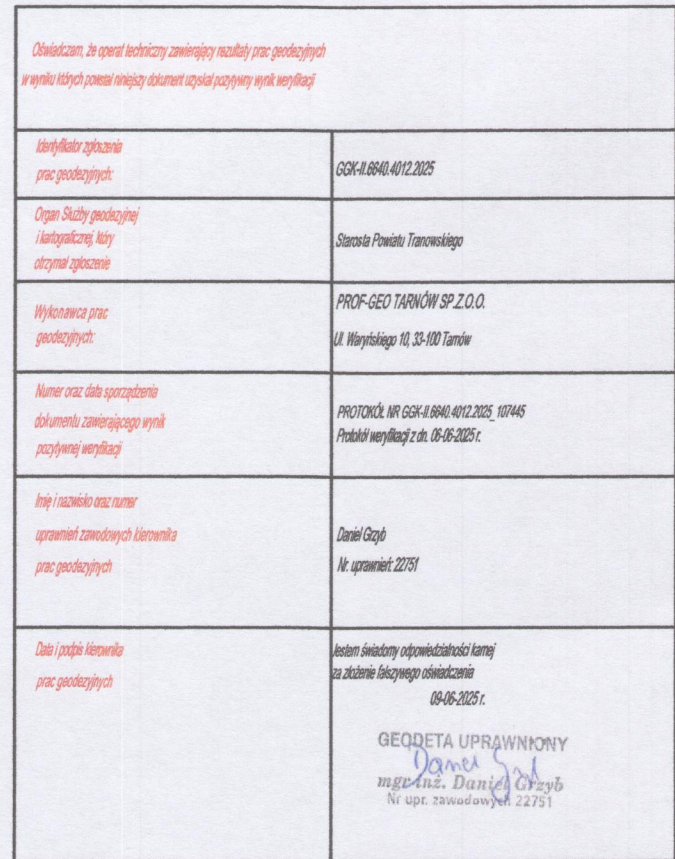 Oświadczam, że operat techniczny zawierający rezultaty prac geodezyjnych
w wyniku których powstał niniejszy dokument uzyskał pozytywny wynik weryfikacji
Identyfikator zgłoszenia
prac geodezyjnych:
GGK-II.6640.4012.2025
Organ Służby geodezyjnej
i kartograficznej, który
otrzymał zgłoszenie
Starosta Powiatu Tranowskiego
Wykonawca prac
geodezyjnych:
PROF-GEO TARNÓW SP.Z.O.O.
Ul. Waryńskiego 10, 33-100 Tarnów
Numer oraz data sporządzenia
dokumentu zawierającego wynik
pozytywnej weryfikacji
PROTOKÓŁ NR GGK-II.6640.4012.2025_107445
Protokół weryfikacji z dn. 06-06-2025 r.
Imię i nazwisko oraz numer
uprawnień zawodowych kierownika
prac geodezyjnych
Daniel Grzyb
Nr. uprawnień: 22751
Data i podpis kierownika
prac geodezyjnych
Jestem świadomy odpowiedzialności karnej
za złożenie fałszywego oświadczenia
09-06-2025 r.
GEODETA UPRAWNIONY
Daniel Grzyb
mgr inż. Daniel Grzyb
Nr upr. zawodowych 22751